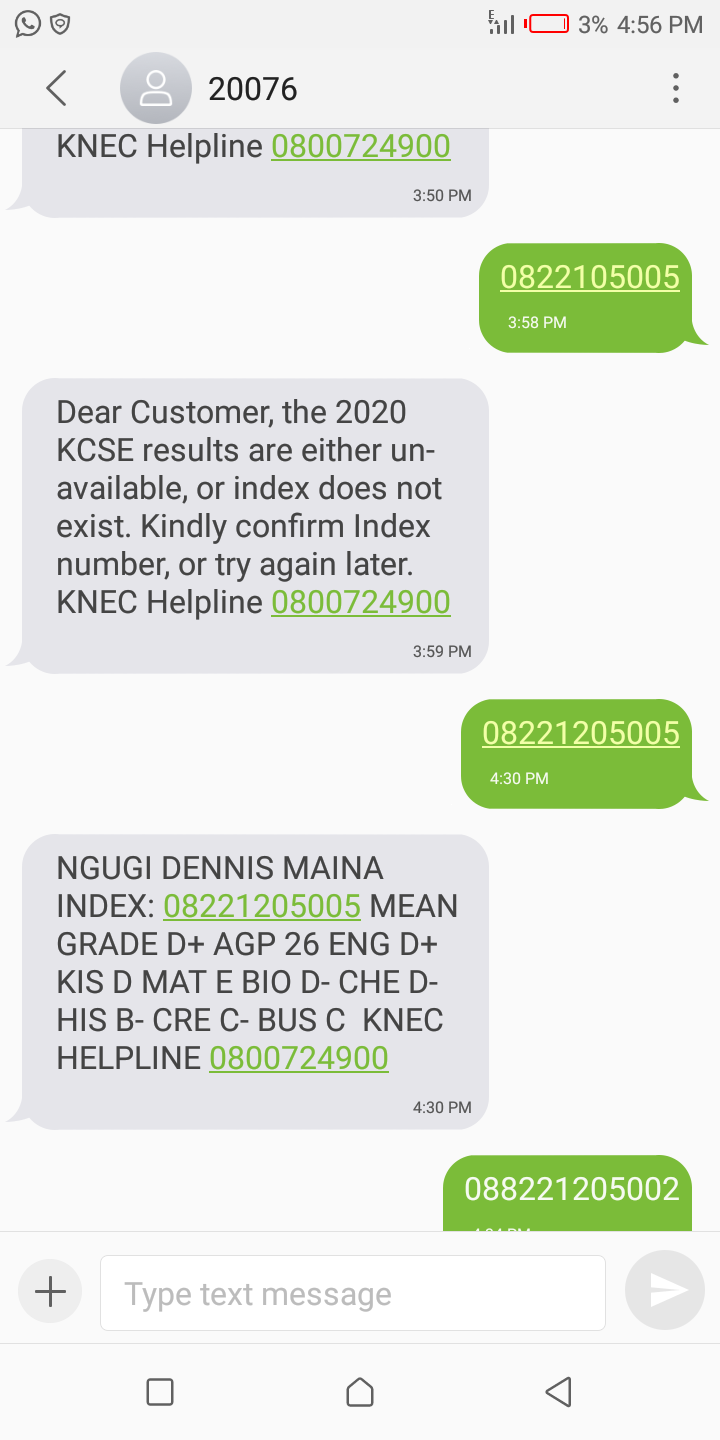 E
3% 4:56 PM
20076
KNEC Helpline 0800724900
3:50 PM
0822105005
3:58 PM
Dear Customer, the 2020
KCSE results are either un-
available, or index does not
exist. Kindly confirm Index
number, or try again later.
KNEC Helpline 0800724900
3:59 PM
08221205005
4:30 PM
NGUGI DENNIS MAINA
INDEX: 08221205005 MEAN
GRADE D+ AGP 26 ENG D+
KIS D MAT E BIO D- CHE D-
HIS B- CRE C- BUS C  KNEC
HELPLINE 0800724900
4:30 PM
088221205002
Type text message